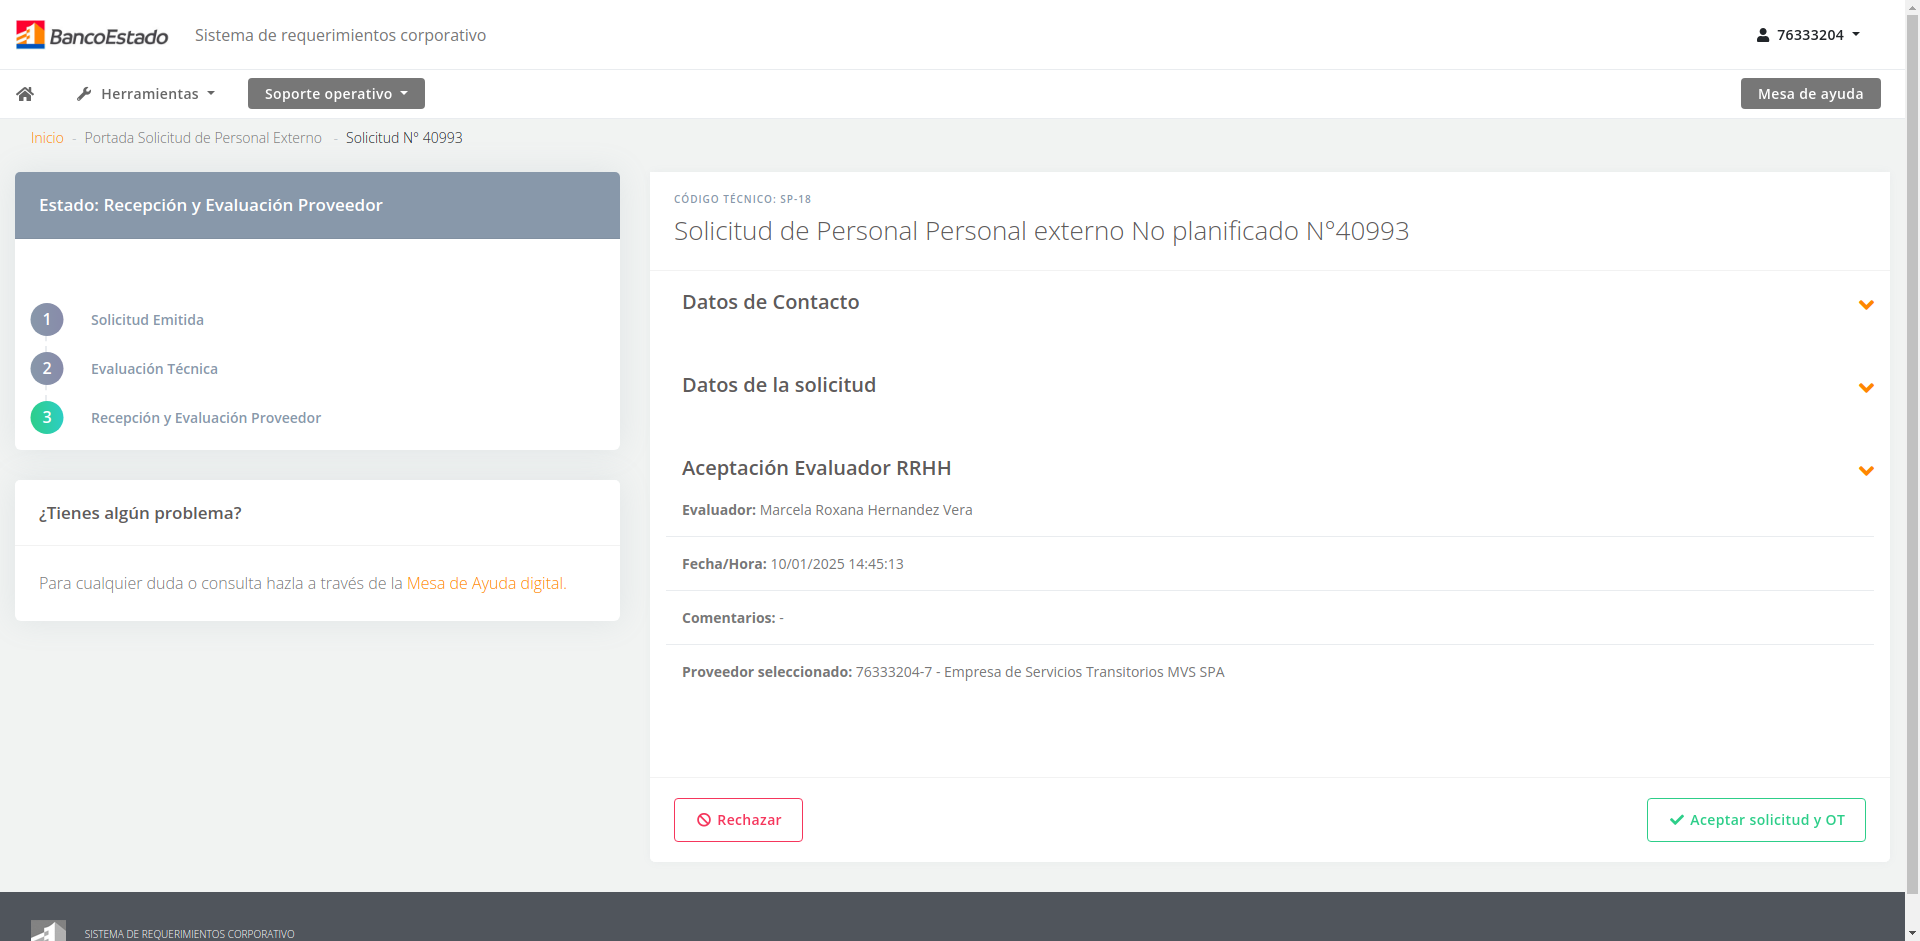 BancoEstado
Sistema de requerimientos corporativo
76333204
Herramientas
Soporte operativo
Mesa de ayuda
Inicio - Portada Solicitud de Personal Externo - Solicitud Nº 40993
Estado: Recepción y Evaluación Proveedor
1 Solicitud Emitida
2 Evaluación Técnica
3 Recepción y Evaluación Proveedor
¿Tienes algún problema?
Para cualquier duda o consulta hazla a través de la Mesa de Ayuda digital.
CÓDIGO TÉCNICO: SP-18
Solicitud de Personal Personal externo No planificado N°40993
Datos de Contacto
Datos de la solicitud
Aceptación Evaluador RRHH
Evaluador: Marcela Roxana Hernandez Vera
Fecha/Hora: 10/01/2025 14:45:13
Comentarios: -
Proveedor seleccionado: 76333204-7 - Empresa de Servicios Transitorios MVS SPA
Rechazar
Aceptar solicitud y OT
SISTEMA DE REQUERIMIENTOS CORPORATIVO